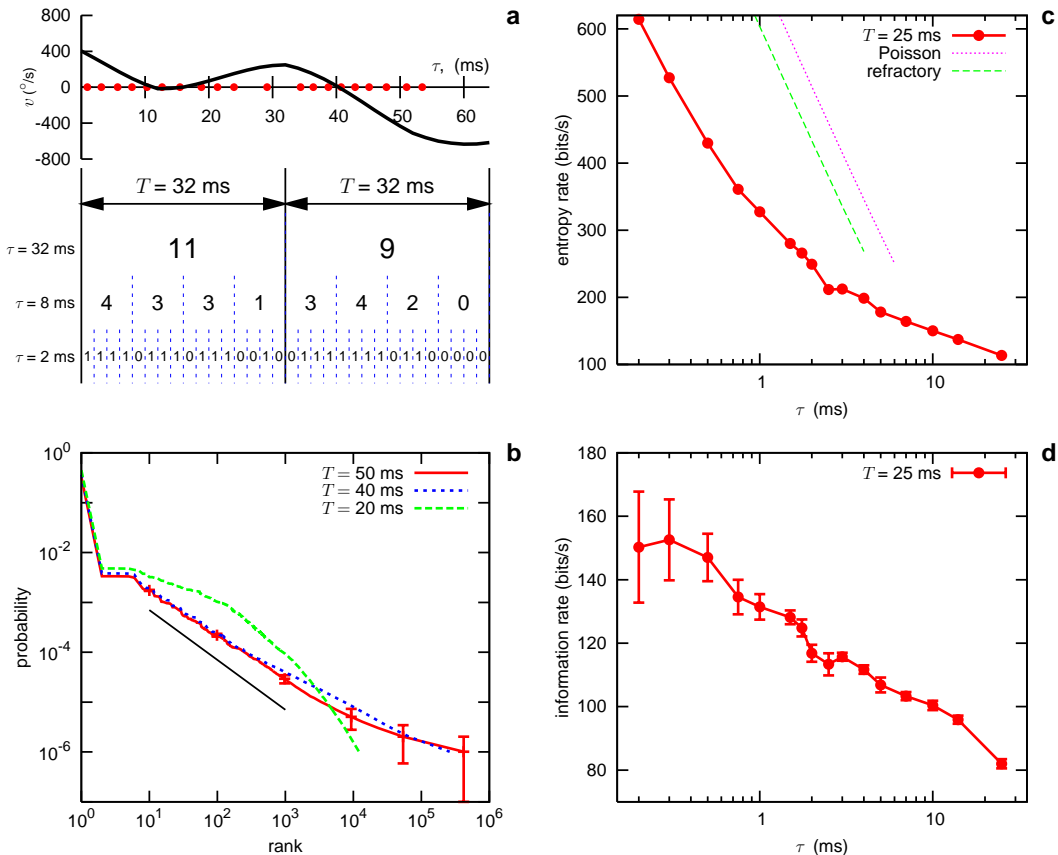 a
800
400
0
-400
-800
v (°/s)
τ, (ms)
10 20 30 40 50 60
T = 32 ms T = 32 ms
τ = 32 ms 11 9
τ = 8 ms 4 3 3 1 3 4 2 0
τ = 2 ms 1 1 1 1 0 1 1 1 0 1 1 1 0 0 1 0 0 1 1 1 1 1 1 0 1 1 0 0 0 0 0
b
probability
10^0
10^-2
10^-4
10^-6
T = 50 ms
T = 40 ms
T = 20 ms
10^0 10^1 10^2 10^3 10^4 10^5 10^6
rank
c
entropy rate (bits/s)
600
500
400
300
200
100
T = 25 ms
Poisson
refractory
1 10
τ (ms)
d
information rate (bits/s)
180
160
140
120
100
80
T = 25 ms
1 10
τ (ms)